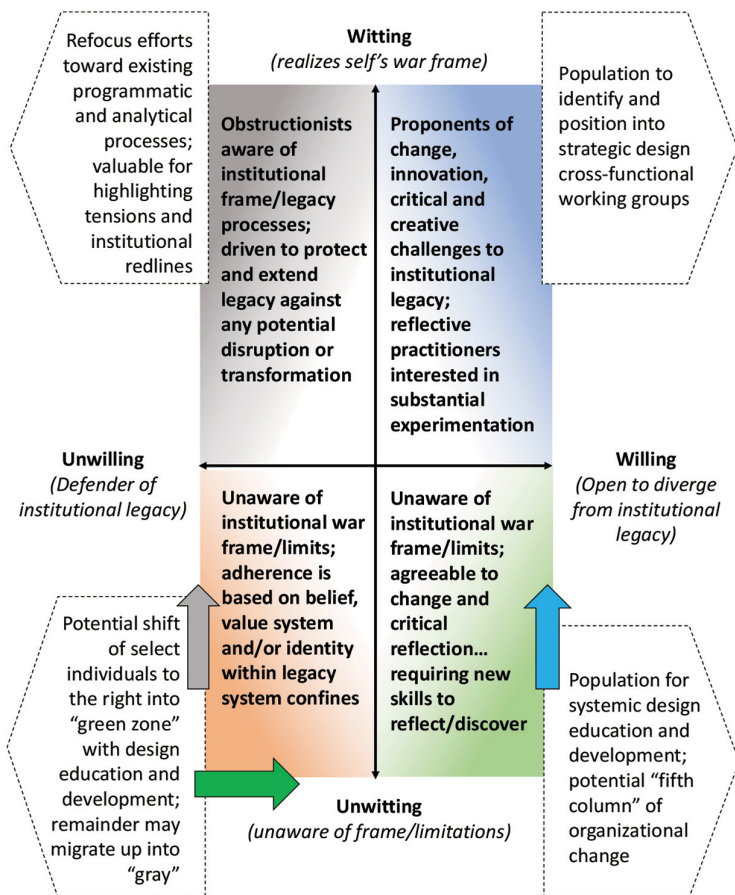 Refocus efforts
toward existing
programmatic
and analytical
processes;
valuable for
highlighting
tensions and
institutional
redlines
Witting
(realizes self’s war frame)
Population to
identify and
position into
strategic design
cross-functional
working groups
Obstructionists
aware of
institutional
frame/legacy
processes;
driven to protect
and extend
legacy against
any potential
disruption or
transformation
Proponents of
change,
innovation,
critical and
creative
challenges to
institutional
legacy;
reflective
practitioners
interested in
substantial
experimentation
Unwilling
(Defender of
institutional legacy)
Willing
(Open to diverge
from institutional
legacy)
Unaware of
institutional war
frame/limits;
adherence is
based on belief,
value system
and/or identity
within legacy
system confines
Unaware of
institutional war
frame/limits;
agreeable to
change and
critical
reflection…
requiring new
skills to
reflect/discover
Potential shift
of select
individuals to
the right into
“green zone”
with design
education and
development;
remainder may
migrate up into
“gray”
Population for
systemic design
education and
development;
potential “fifth
column” of
organizational
change
Unwitting
(unaware of frame/limitations)